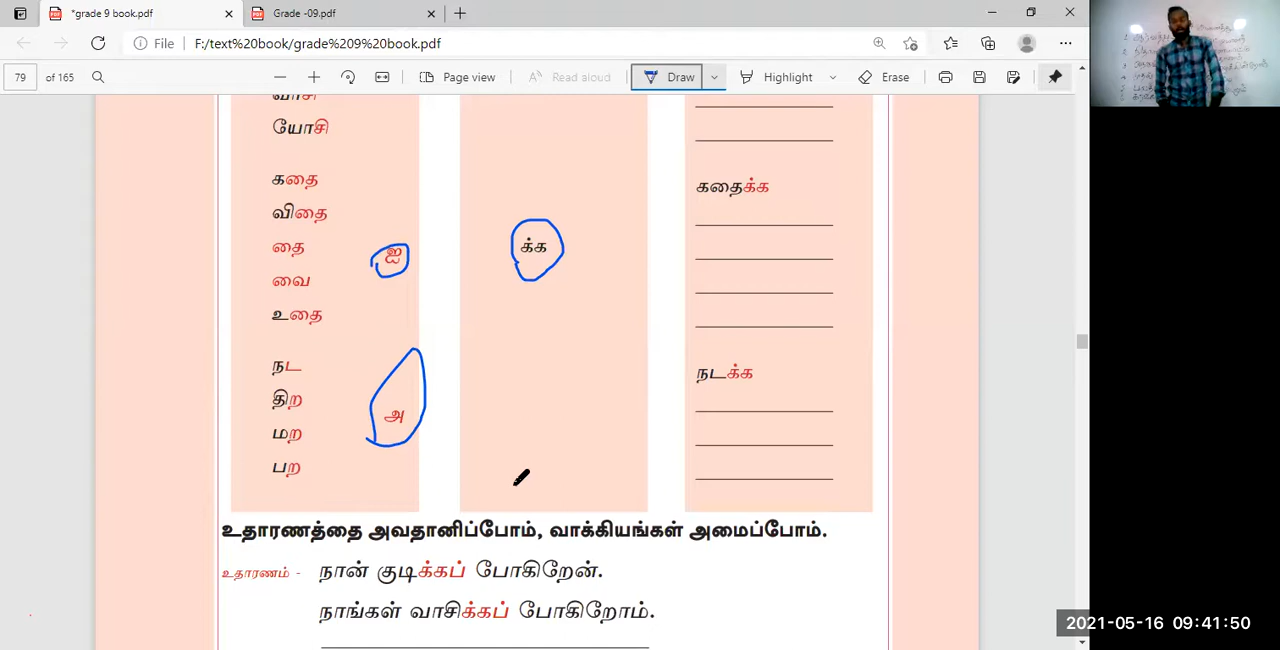 *grade 9 book.pdf
Grade -09.pdf
File
F:/text book/grade%209%20book.pdf
79 of 165
Page view
Read aloud
Draw
Highlight
Erase
யோசி
கதை
விதை
தை
வை
உதை
ஐ
க்க
கதைக்க
நட
திற
மற
பற
அ
நடக்க
உதாரணத்தை அவதானிப்போம், வாக்கியங்கள் அமைப்போம்.
உதாரணம் - நான் குடிக்கப் போகிறேன்.
நாங்கள் வாசிக்கப் போகிறோம்.
2021-05-16 09:41:50